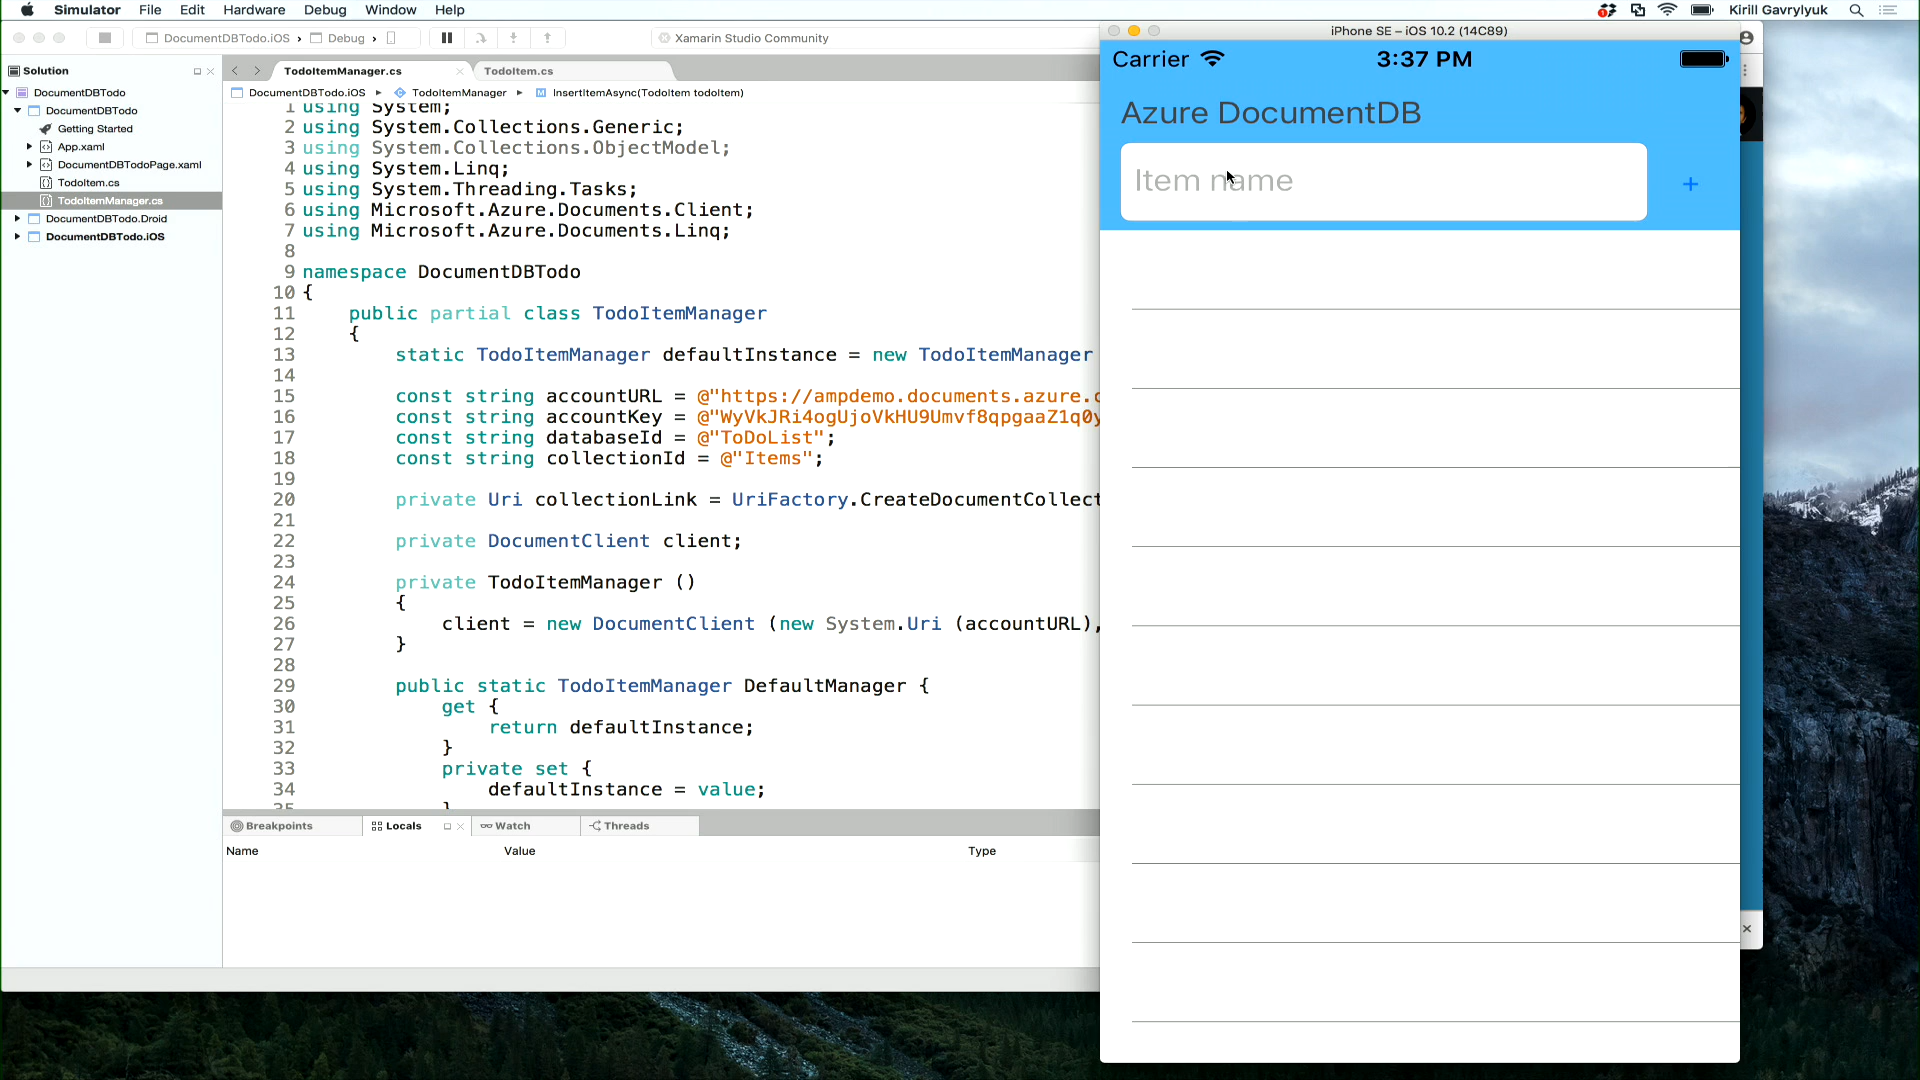 Simulator File Edit Hardware Debug Window Help
Kirill Gavrylyuk
DocumentDBTodo.iOS › Debug ›
Xamarin Studio Community
Solution
DocumentDBTodo
DocumentDBTodo
Getting Started
App.xaml
DocumentDBTodoPage.xaml
TodoItem.cs
TodoItemManager.cs
DocumentDBTodo.Droid
DocumentDBTodo.iOS
TodoItemManager.cs
TodoItem.cs
DocumentDBTodo.iOS TodoItemManager InsertItemAsync(TodoItem todoItem)
1 using System;
2 using System.Collections.Generic;
3 using System.Collections.ObjectModel;
4 using System.Linq;
5 using System.Threading.Tasks;
6 using Microsoft.Azure.Documents.Client;
7 using Microsoft.Azure.Documents.Linq;
8
9 namespace DocumentDBTodo
10 {
11 public partial class TodoItemManager
12 {
13 static TodoItemManager defaultInstance = new TodoItemManager
14
15 const string accountURL = @"https://ampdemo.documents.azure.c
16 const string accountKey = @"WyVkJRi4ogUjoVkHU9Umvf8qpgaaZ1q0y
17 const string databaseId = @"ToDoList";
18 const string collectionId = @"Items";
19
20 private Uri collectionLink = UriFactory.CreateDocumentCollect
21
22 private DocumentClient client;
23
24 private TodoItemManager ()
25 {
26 client = new DocumentClient (new System.Uri (accountURL),
27 }
28
29 public static TodoItemManager DefaultManager {
30 get {
31 return defaultInstance;
32 }
33 private set {
34 defaultInstance = value;
35 }
Breakpoints
Locals
Watch
Threads
Name Value Type
iPhone SE – iOS 10.2 (14C89)
Carrier 3:37 PM
Azure DocumentDB
Item name
+